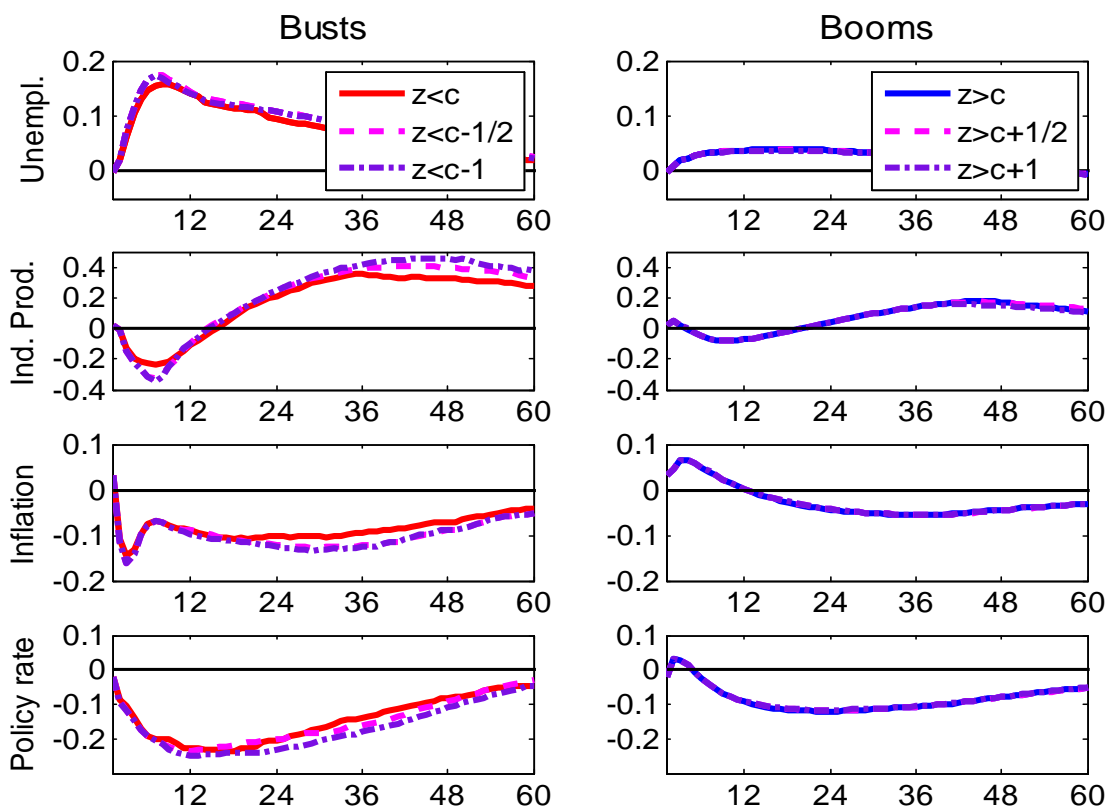 Busts
Booms
Unempl.
0.2
0.1
0
z<c
z<c-1/2
z<c-1
12 24 36 48 60
0.2
0.1
0
z>c
z>c+1/2
z>c+1
12 24 36 48 60
Ind. Prod.
0.4
0.2
0
-0.2
-0.4
12 24 36 48 60
0.4
0.2
0
-0.2
-0.4
12 24 36 48 60
Inflation
0.1
0
-0.1
-0.2
12 24 36 48 60
0.1
0
-0.1
-0.2
12 24 36 48 60
Policy rate
0.1
0
-0.1
-0.2
12 24 36 48 60
0.1
0
-0.1
-0.2
12 24 36 48 60